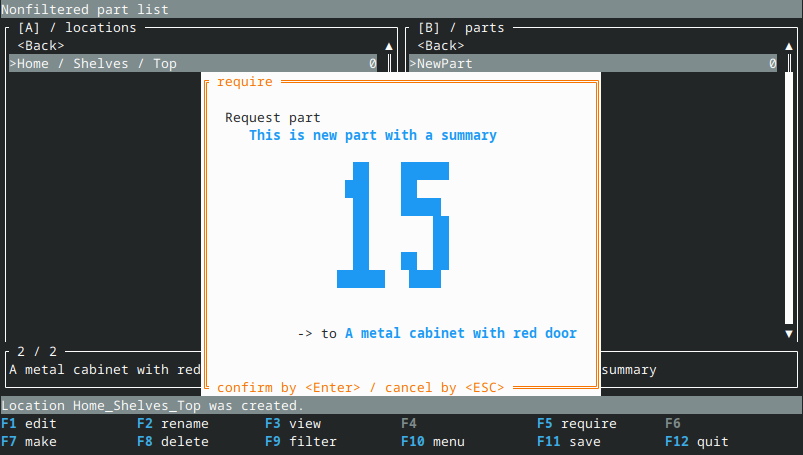 Nonfiltered part list
[A] / locations [B] / parts
<Back> <Back>
>Home / Shelves / Top 0 >NewPart 0
require
Request part
This is new part with a summary
15
-> to A metal cabinet with red door
2 / 2
A metal cabinet with red summary
confirm by <Enter> / cancel by <ESC>
Location Home_Shelves_Top was created.
F1 edit F2 rename F3 view F4 F5 require F6
F7 make F8 delete F9 filter F10 menu F11 save F12 quit